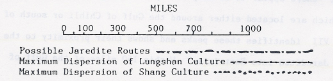 MILES
0 100 300 500 700 1000
Possible Jaredite Routes
Maximum Dispersion of Lungshan Culture
Maximum Dispersion of Shang Culture